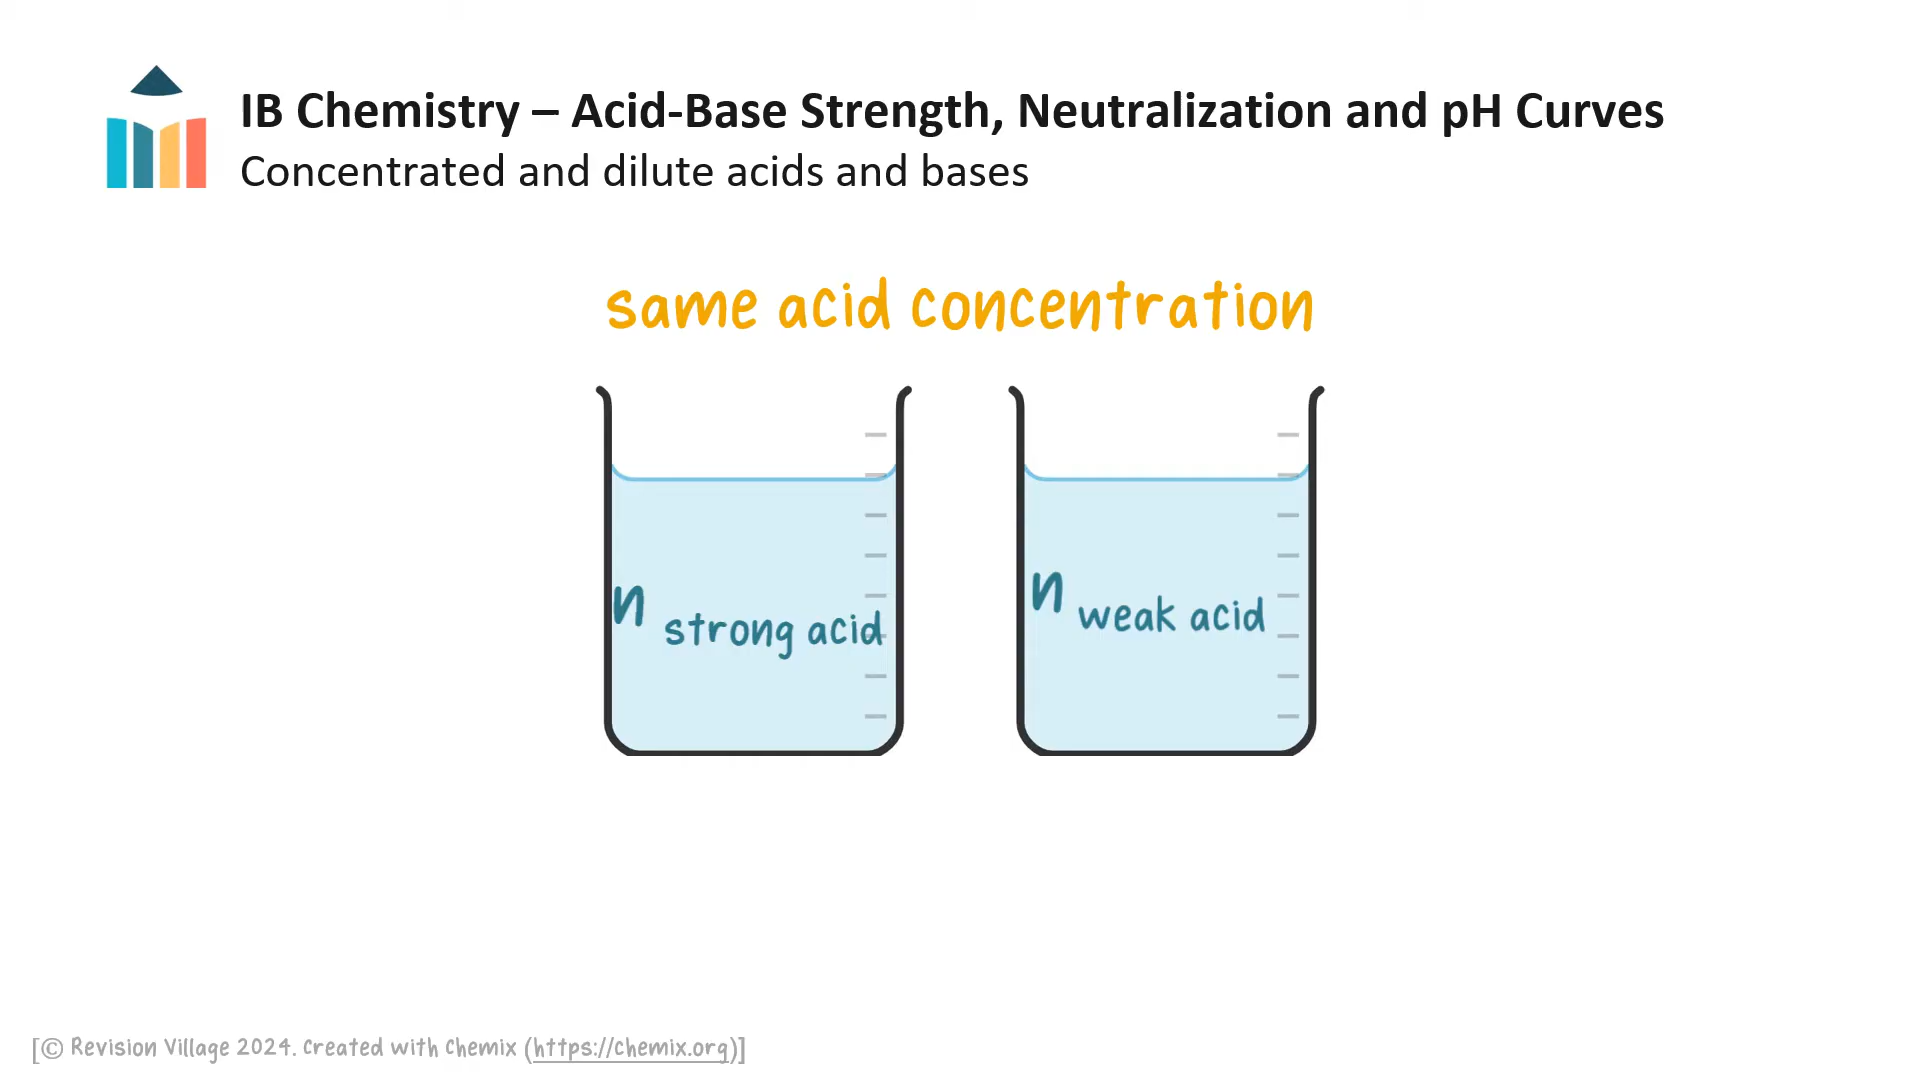 IB Chemistry – Acid-Base Strength, Neutralization and pH Curves
Concentrated and dilute acids and bases
same acid concentration
n strong acid
n weak acid
[© Revision Village 2024. Created with Chemix (https://chemix.org)]